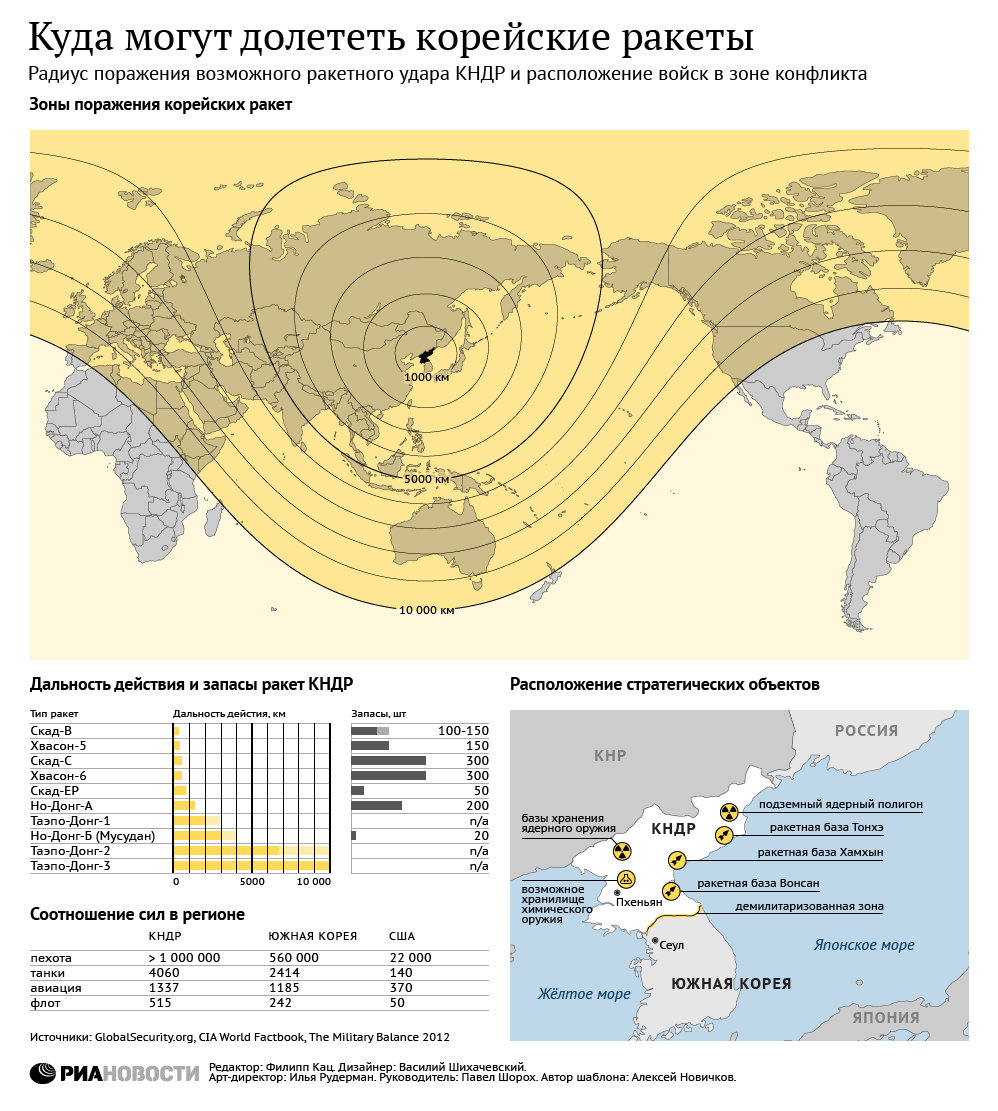 Куда могут долететь корейские ракеты
Радиус поражения возможного ракетного удара КНДР и расположение войск в зоне конфликта
Зоны поражения корейских ракет
1000 км
5000 км
10 000 км
Дальность действия и запасы ракет КНДР
Тип ракет Дальность действия, км Запасы, шт
Скад-B 100-150
Хвасон-5 150
Скад-C 300
Хвасон-6 300
Скад-ЕР 50
Но-Донг-A 200
Таэпо-Донг-1 n/a
Но-Донг-Б (Мусудан) 20
Таэпо-Донг-2 n/a
Таэпо-Донг-3 n/a
0 5000 10 000
Соотношение сил в регионе
КНДР ЮЖНАЯ КОРЕЯ США
пехота > 1 000 000 560 000 22 000
танки 4060 2414 140
авиация 1337 1185 370
флот 515 242 50
Расположение стратегических объектов
РОССИЯ
КНР
подземный ядерный полигон
базы хранения
ядерного оружия
КНДР
ракетная база Тонхэ
ракетная база Хамхын
возможное
хранилище
химического
оружия
ракетная база Вонсан
Пхеньян
демилитаризованная зона
Сеул
Японское море
Жёлтое море
ЮЖНАЯ КОРЕЯ
ЯПОНИЯ
Источники: GlobalSecurity.org, CIA World Factbook, The Military Balance 2012
РИАНОВОСТИ
Редактор: Филипп Кац. Дизайнер: Василий Шихачевский.
Арт-директор: Илья Рудерман. Руководитель: Павел Шорох. Автор шаблона: Алексей Новичков.